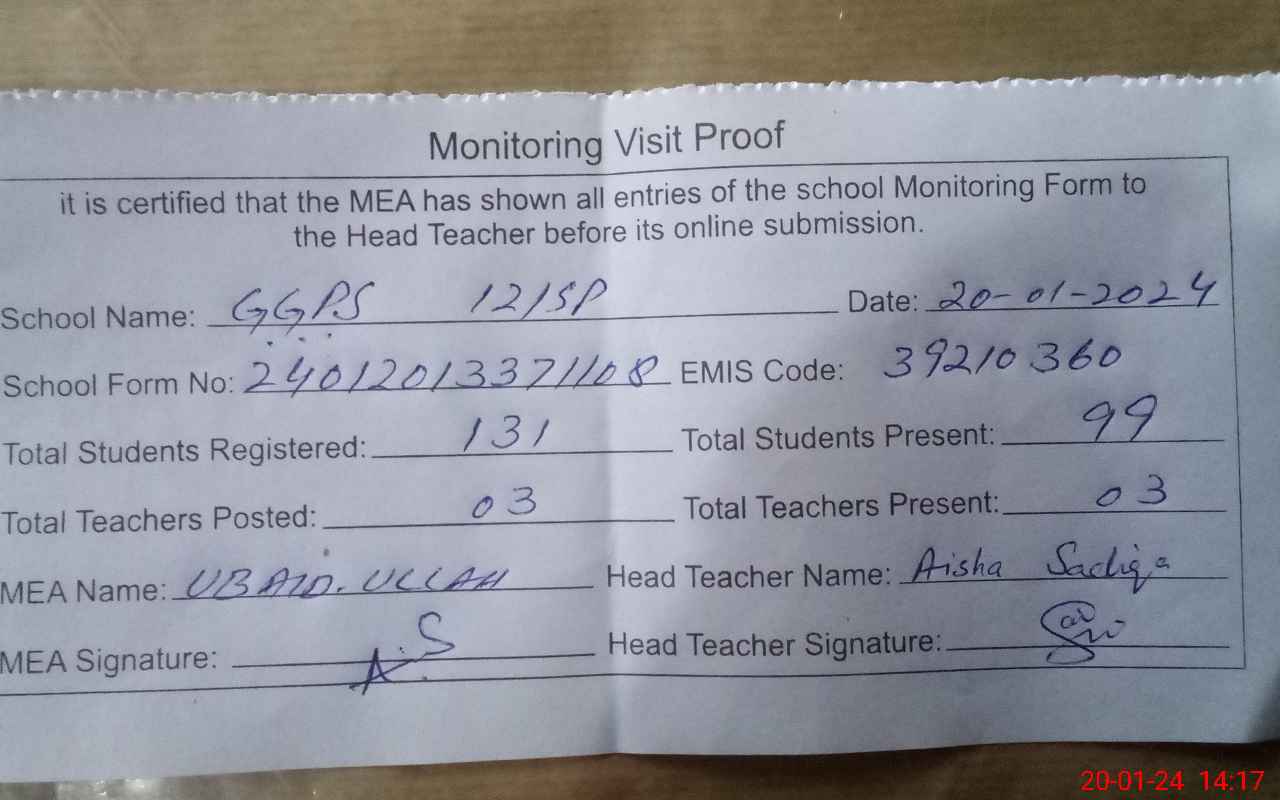 Monitoring Visit Proof
it is certified that the MEA has shown all entries of the school Monitoring Form to
the Head Teacher before its online submission.
School Name: GGPS 12/SP Date: 20-01-2024
School Form No: 24012013371108 EMIS Code: 39210360
Total Students Registered: 131 Total Students Present: 99
Total Teachers Posted: 03 Total Teachers Present: 03
MEA Name: UBAID. ULLAH Head Teacher Name: Aisha Sadiqa
MEA Signature: A.S Head Teacher Signature:
20-01-24 14:17